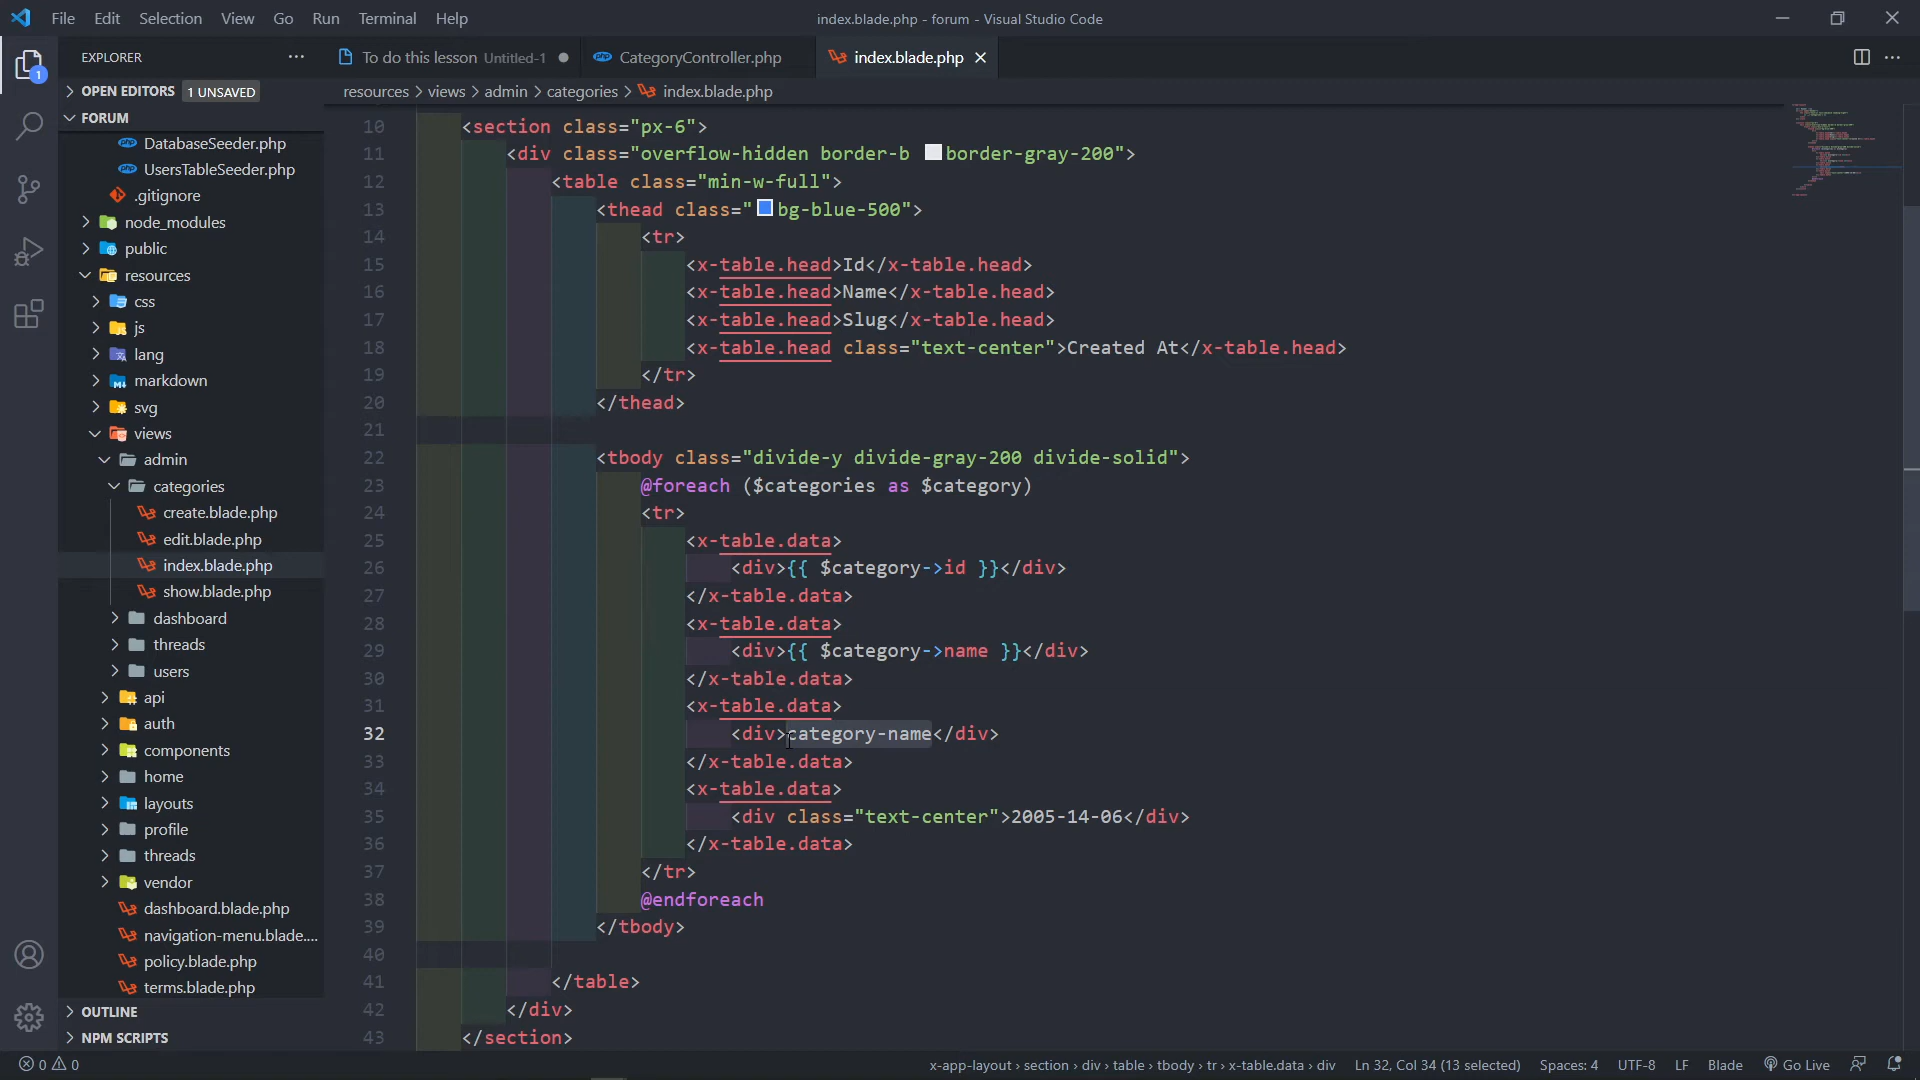 File Edit Selection View Go Run Terminal Help
index.blade.php - forum - Visual Studio Code
EXPLORER
To do this lesson Untitled-1
CategoryController.php
index.blade.php
OPEN EDITORS 1 UNSAVED
resources > views > admin > categories > index.blade.php
FORUM
DatabaseSeeder.php
UsersTableSeeder.php
.gitignore
node_modules
public
resources
css
js
lang
markdown
svg
views
admin
categories
create.blade.php
edit.blade.php
index.blade.php
show.blade.php
dashboard
threads
users
api
auth
components
home
layouts
profile
threads
vendor
dashboard.blade.php
navigation-menu.blade....
policy.blade.php
terms.blade.php
OUTLINE
NPM SCRIPTS
10 <section class="px-6">
11 <div class="overflow-hidden border-b border-gray-200">
12 <table class="min-w-full">
13 <thead class="bg-blue-500">
14 <tr>
15 <x-table.head>Id</x-table.head>
16 <x-table.head>Name</x-table.head>
17 <x-table.head>Slug</x-table.head>
18 <x-table.head class="text-center">Created At</x-table.head>
19 </tr>
20 </thead>
21
22 <tbody class="divide-y divide-gray-200 divide-solid">
23 @foreach ($categories as $category)
24 <tr>
25 <x-table.data>
26 <div>{{ $category->id }}</div>
27 </x-table.data>
28 <x-table.data>
29 <div>{{ $category->name }}</div>
30 </x-table.data>
31 <x-table.data>
32 <div>category-name</div>
33 </x-table.data>
34 <x-table.data>
35 <div class="text-center">2005-14-06</div>
36 </x-table.data>
37 </tr>
38 @endforeach
39 </tbody>
40
41 </table>
42 </div>
43 </section>
1
0 0
x-app-layout > section > div > table > tbody > tr > x-table.data > div
Ln 32, Col 34 (13 selected)
Spaces: 4
UTF-8
LF
Blade
Go Live